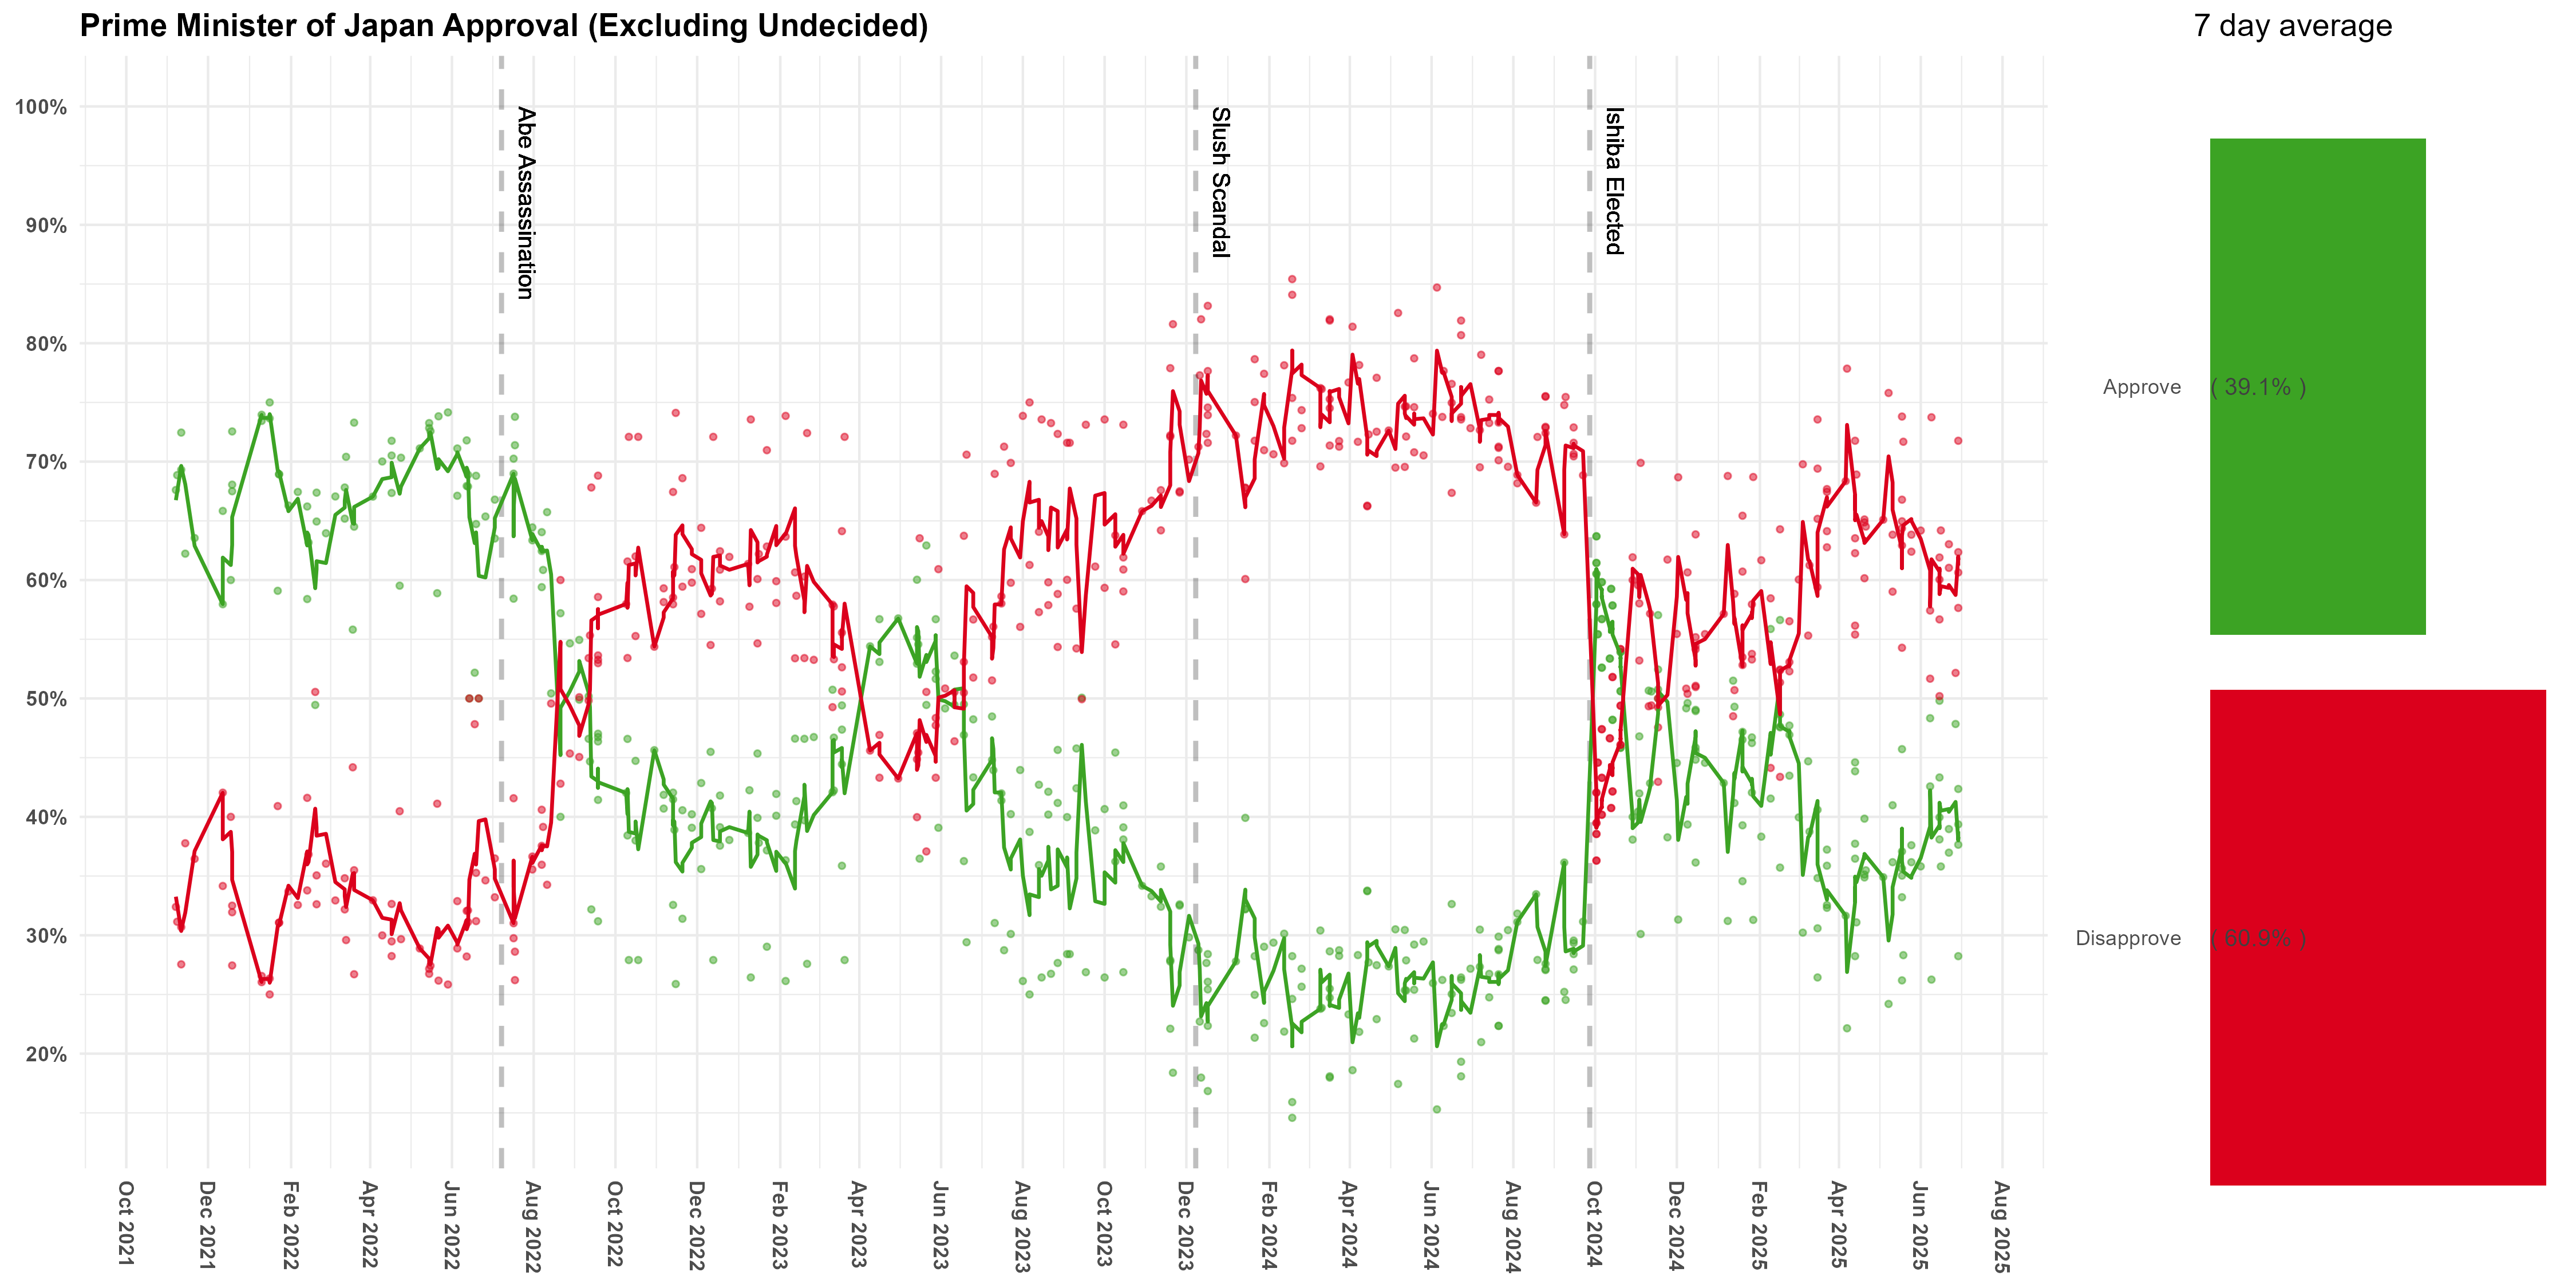 Prime Minister of Japan Approval (Excluding Undecided)
7 day average
100%
90%
80%
70%
60%
50%
40%
30%
20%
Abe Assassination
Slush Scandal
Ishiba Elected
Approve
( 39.1% )
Disapprove
( 60.9% )
Oct 2021
Dec 2021
Feb 2022
Apr 2022
Jun 2022
Aug 2022
Oct 2022
Dec 2022
Feb 2023
Apr 2023
Jun 2023
Aug 2023
Oct 2023
Dec 2023
Feb 2024
Apr 2024
Jun 2024
Aug 2024
Oct 2024
Dec 2024
Feb 2025
Apr 2025
Jun 2025
Aug 2025